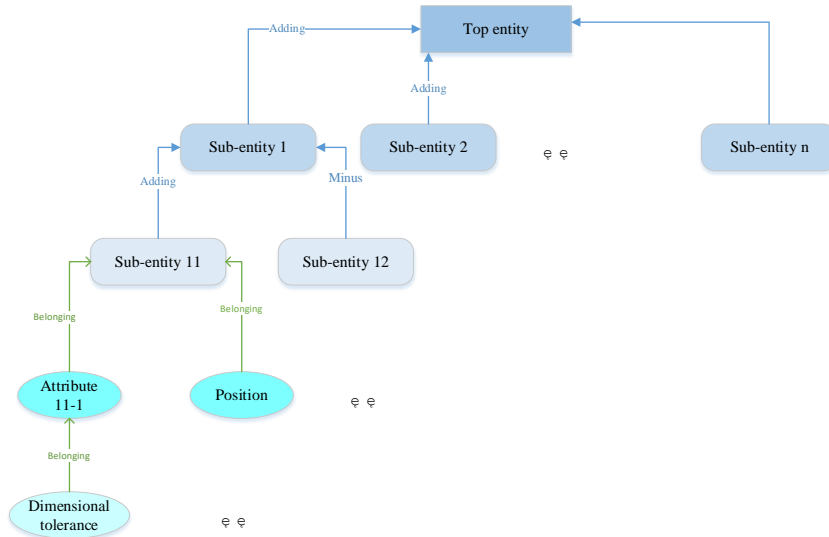 Top entity
Adding
Adding
Sub-entity 1
Sub-entity 2
ȩ ȩ
Sub-entity n
Adding
Minus
Sub-entity 11
Sub-entity 12
Belonging
Belonging
Attribute
11-1
Position
ȩ ȩ
Belonging
Dimensional
tolerance
ȩ ȩ